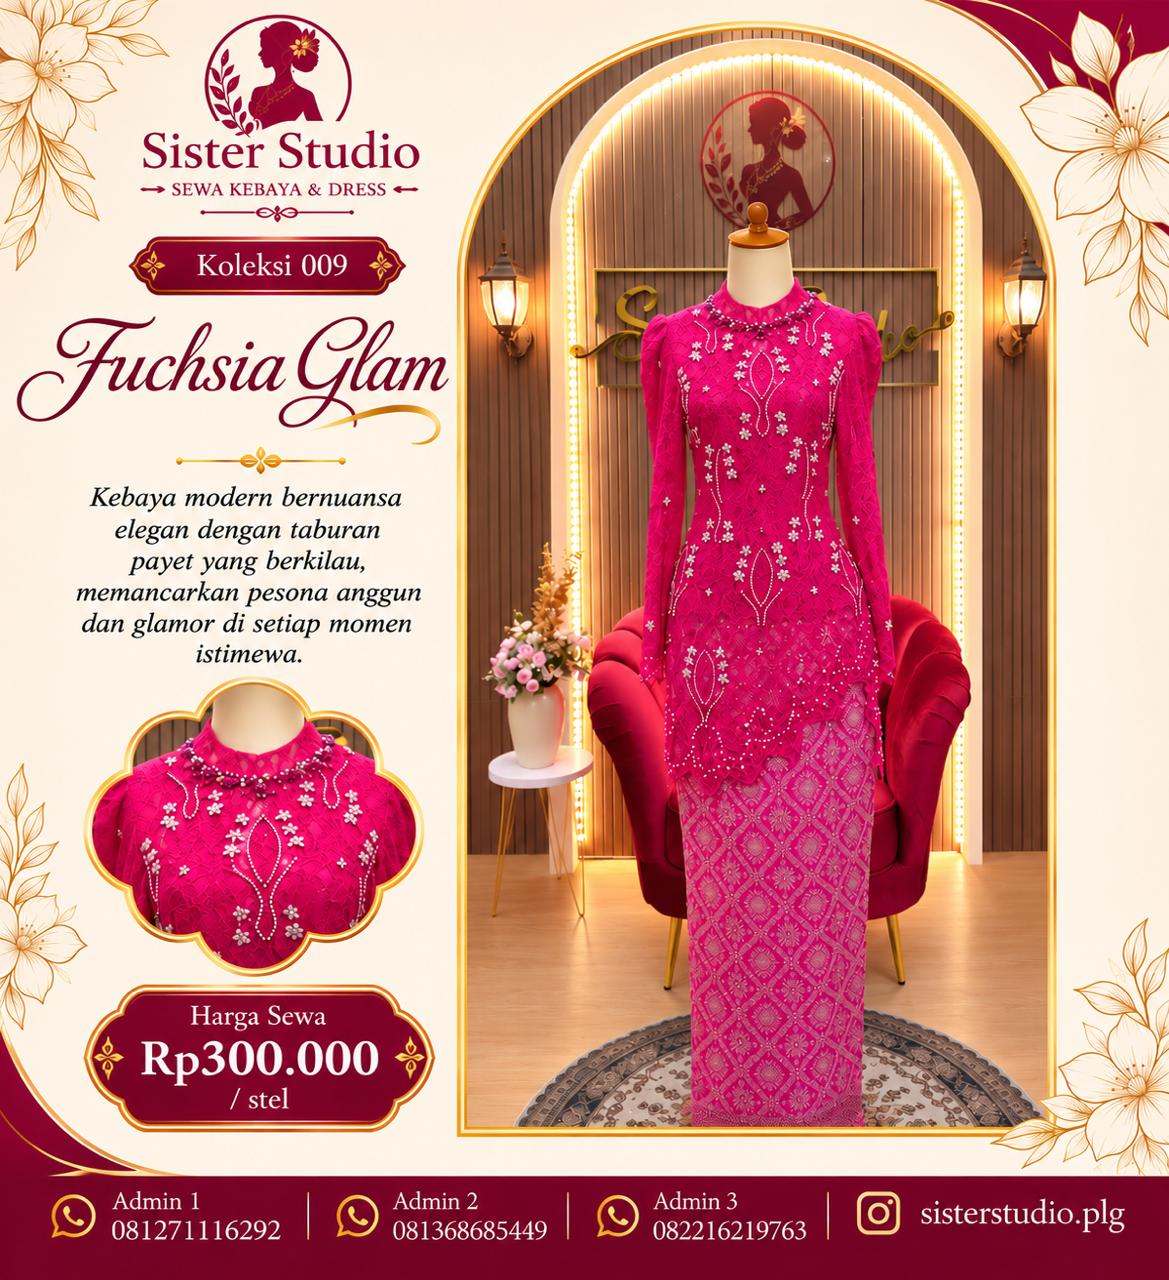 Sister Studio
SEWA KEBAYA & DRESS
Koleksi 009
Fuchsia Glam
Kebaya modern bernuansa
elegan dengan taburan
payet yang berkilau,
memancarkan pesona anggun
dan glamor di setiap momen
istimewa.
Harga Sewa
Rp300.000
/ stel
Admin 1
081271116292
Admin 2
081368685449
Admin 3
082216219763
sisterstudio.plg